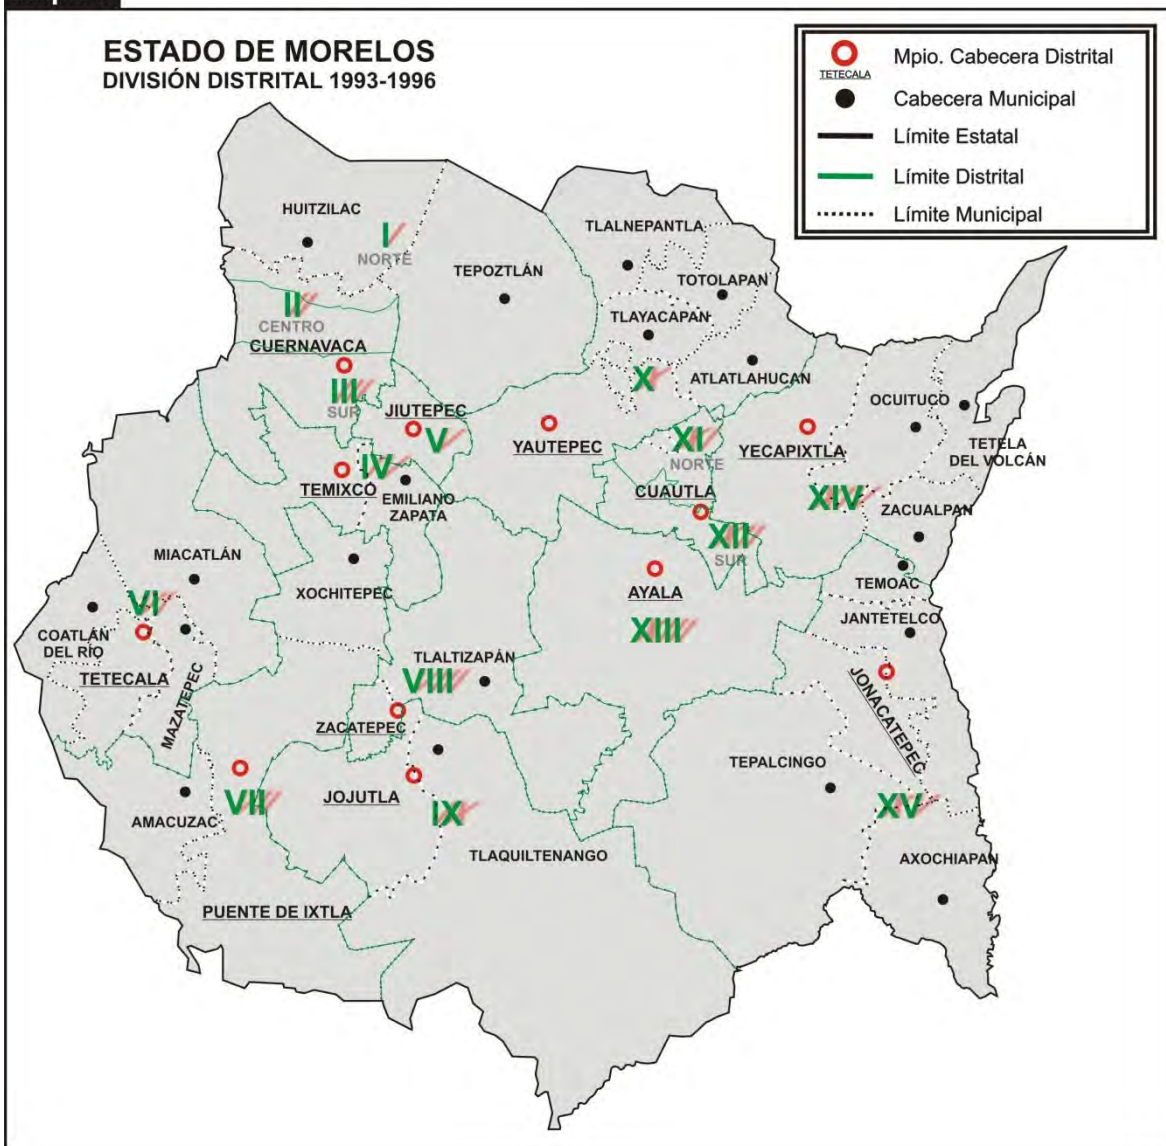 ESTADO DE MORELOS
DIVISIÓN DISTRITAL 1993-1996
TETECALA
Mpio. Cabecera Distrital
Cabecera Municipal
Límite Estatal
Límite Distrital
Límite Municipal
HUITZILAC
I
NORTE
TEPOZTLÁN
TLALNEPANTLA
TOTOLAPAN
TLAYACAPAN
II
CENTRO
CUERNAVACA
III
SUR
X
ATLATLAHUCAN
JIUTEPEC
V
YAUTEPEC
XI
NORTE
YECAPIXTLA
OCUITUCO
TETELA
DEL VOLCÁN
IV
TEMIXCO
EMILIANO
ZAPATA
CUAUTLA
XII
SUR
XIV
ZACUALPAN
MIACATLÁN
XOCHITEPEC
AYALA
XIII
TEMOAC
JANTETELCO
VI
COATLÁN
DEL RÍO
TETECALA
MAZATEPEC
TLALTIZAPÁN
VIII
ZACATEPEC
JONACATEPEC
TEPALCINGO
AMACUZAC
VII
JOJUTLA
IX
TLAQUILTENANGO
XV
AXOCHIAPAN
PUENTE DE IXTLA